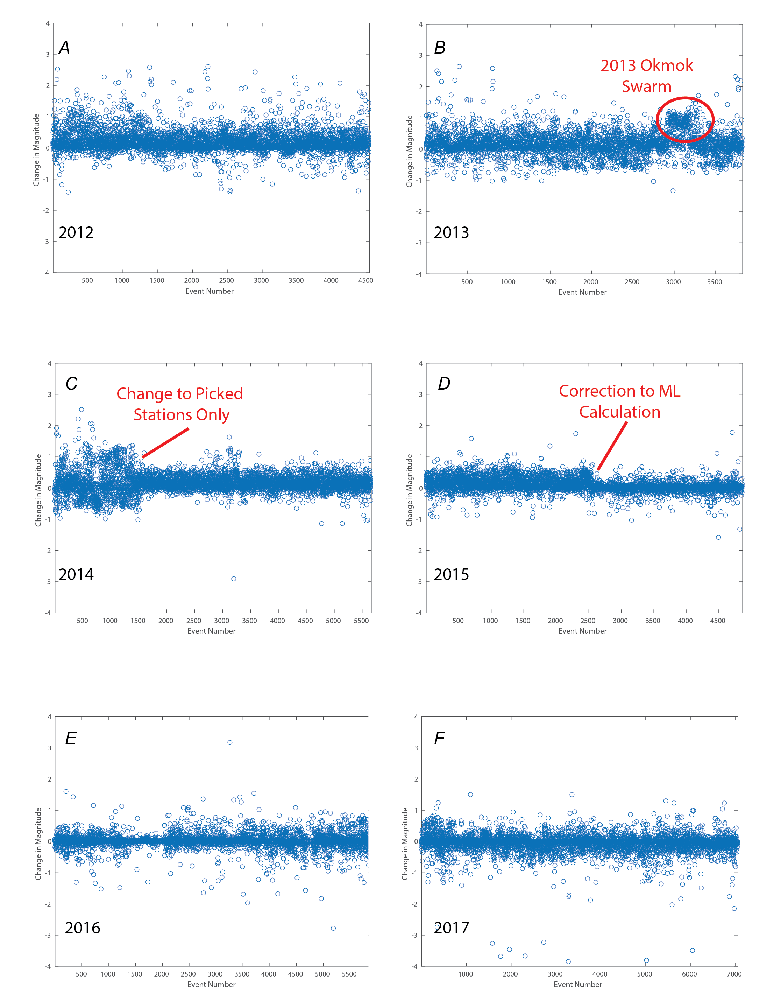 A
4
3
2
1
0
-1
-2
-3
-4
Change in Magnitude
2012
500 1000 1500 2000 2500 3000 3500 4000 4500
Event Number
B
4
3
2
1
0
-1
-2
-3
-4
Change in Magnitude
2013 Okmok
Swarm
2013
500 1000 1500 2000 2500 3000 3500
Event Number
C
4
3
2
1
0
-1
-2
-3
-4
Change in Magnitude
Change to Picked
Stations Only
2014
500 1000 1500 2000 2500 3000 3500 4000 4500 5000 5500
Event Number
D
4
3
2
1
0
-1
-2
-3
-4
Change in Magnitude
Correction to ML
Calculation
2015
500 1000 1500 2000 2500 3000 3500 4000 4500
Event Number
E
4
3
2
1
0
-1
-2
-3
-4
Change in Magnitude
2016
500 1000 1500 2000 2500 3000 3500 4000 4500 5000 5500
Event Number
F
4
3
2
1
0
-1
-2
-3
-4
Change in Magnitude
2017
1000 2000 3000 4000 5000 6000 7000
Event Number